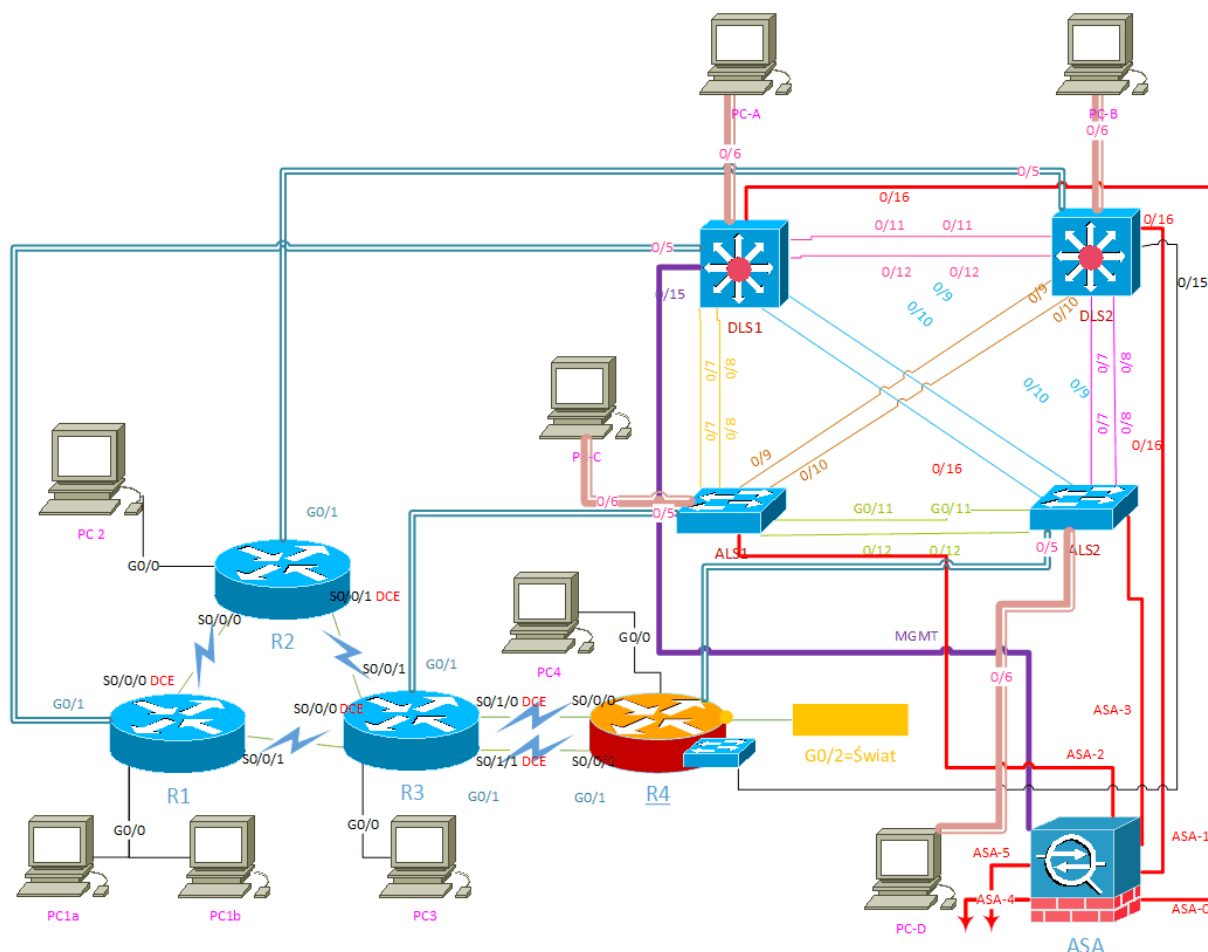 PC-A
PC-B
0/6
0/6
0/5
0/16
0/16
0/11
0/11
0/5
0/12
0/12
0/15
0/15
0/9
0/10
0/9
0/10
DLS1
DLS2
0/7
0/8
0/7
0/8
0/10
0/9
0/7
0/8
0/7
0/8
0/16
0/9
0/10
0/16
0/6
0/5
G0/11
G0/11
ALS1
0/12
0/12
0/5
ALS2
PC 2
G0/1
G0/0
S0/0/1 DCE
S0/0/0
R2
PC4
G0/0
MGMT
0/6
S0/0/1
S0/0/0 DCE
G0/1
G0/1
S0/0/0 DCE
S0/1/0 DCE
S0/0/0
ASA-3
S0/0/1
S0/1/1 DCE
S0/0/1
G0/2=Świat
ASA-2
R1
R3
G0/1
G0/1
R4
G0/0
G0/0
ASA-1
ASA-5
ASA-4
ASA-0
PC1a
PC1b
PC3
PC-D
ASA